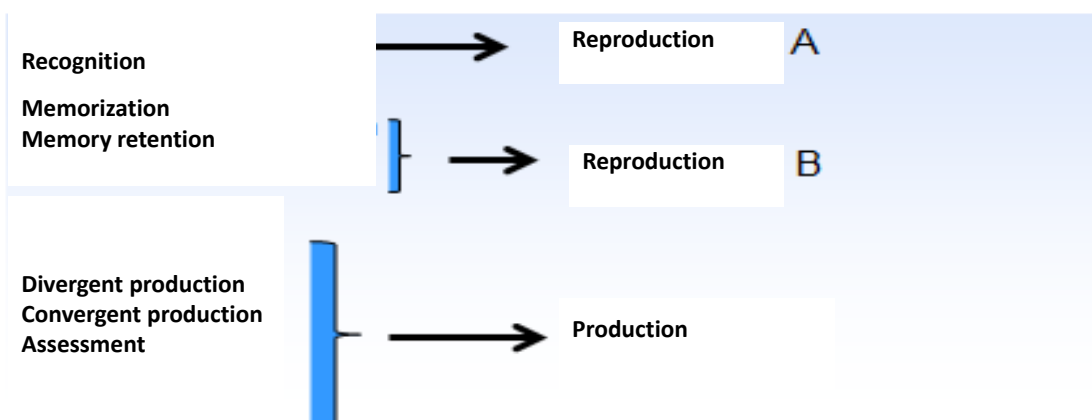 Recognition
Reproduction A
Memorization
Memory retention
Reproduction B
Divergent production
Convergent production
Assessment
Production